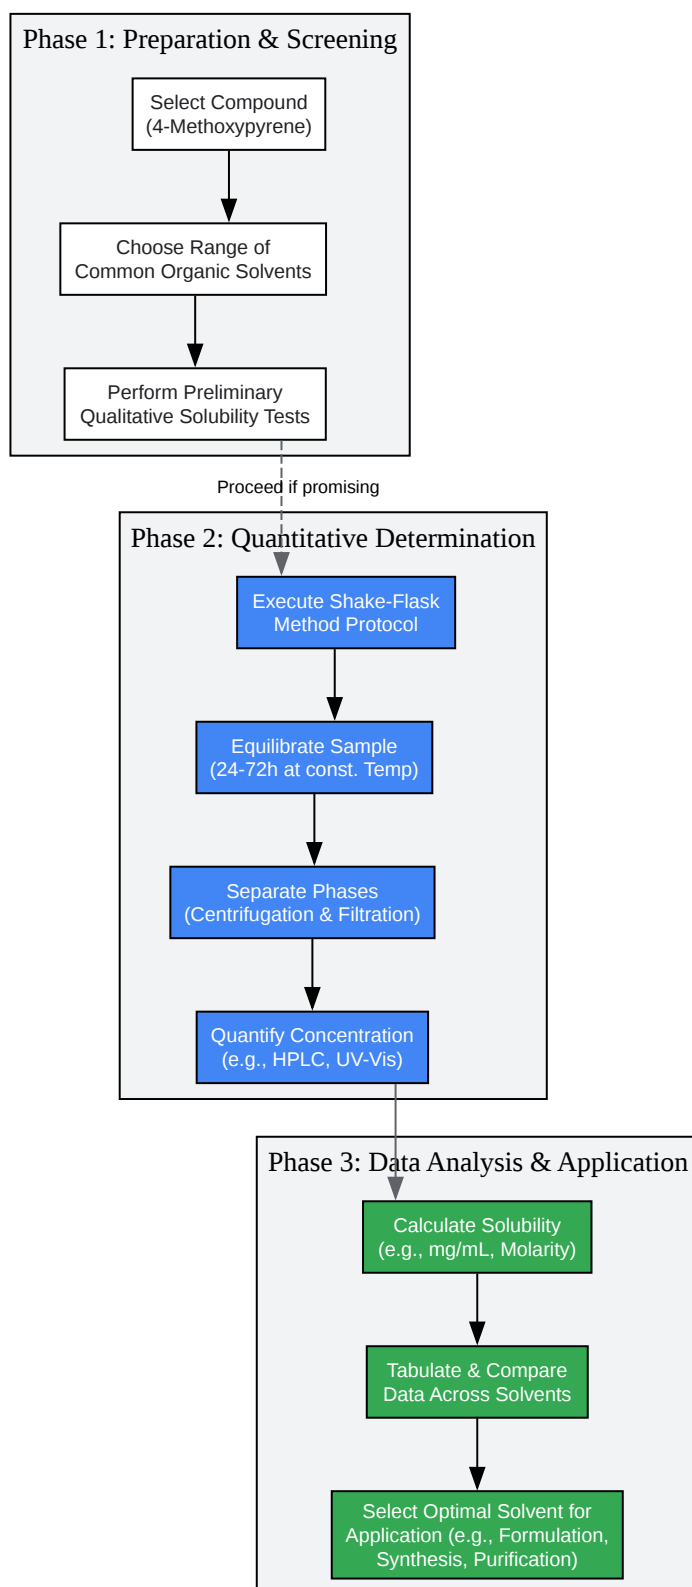 Phase 1: Preparation & Screening
Select Compound
(4-Methoxypyrene)
Choose Range of
Common Organic Solvents
Perform Preliminary
Qualitative Solubility Tests
Proceed if promising
Phase 2: Quantitative Determination
Execute Shake-Flask
Method Protocol
Equilibrate Sample
(24-72h at const. Temp)
Separate Phases
(Centrifugation & Filtration)
Quantify Concentration
(e.g., HPLC, UV-Vis)
Phase 3: Data Analysis & Application
Calculate Solubility
(e.g., mg/mL, Molarity)
Tabulate & Compare
Data Across Solvents
Select Optimal Solvent for
Application (e.g., Formulation,
Synthesis, Purification)